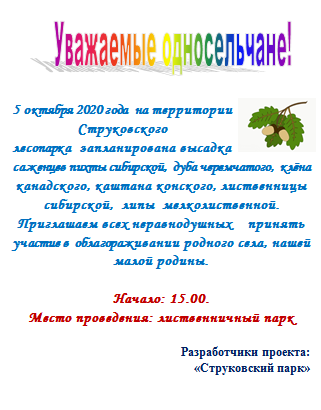 Уважаемые односельчане!
5 октября 2020 года на территории
Струковского
лесопарка запланирована высадка
саженцев пихты сибирской, дуба черемчатого, клёна
канадского, каштана конского, лиственницы
сибирской, липы мелколиственной.
Приглашаем всех неравнодушных принять
участие в облагораживании родного села, нашей
малой родины.
Начало: 15.00.
Место проведения: лиственничный парк
Разработчики проекта:
«Струковский парк»